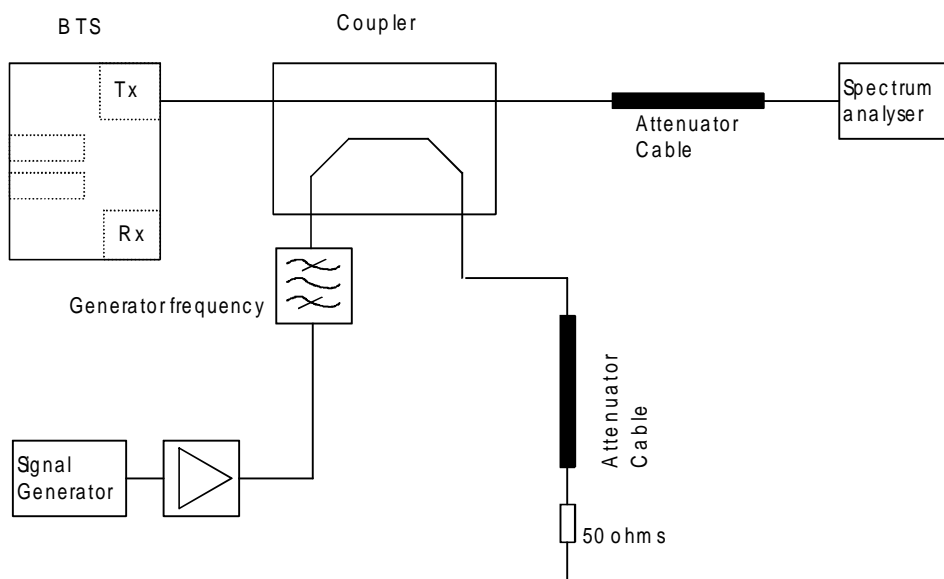 BTS
Coupler
Tx
Spectrum
analyser
Attenuator
Cable
Rx
Generator frequency
Attenuator
Cable
Signal
Generator
50 ohms